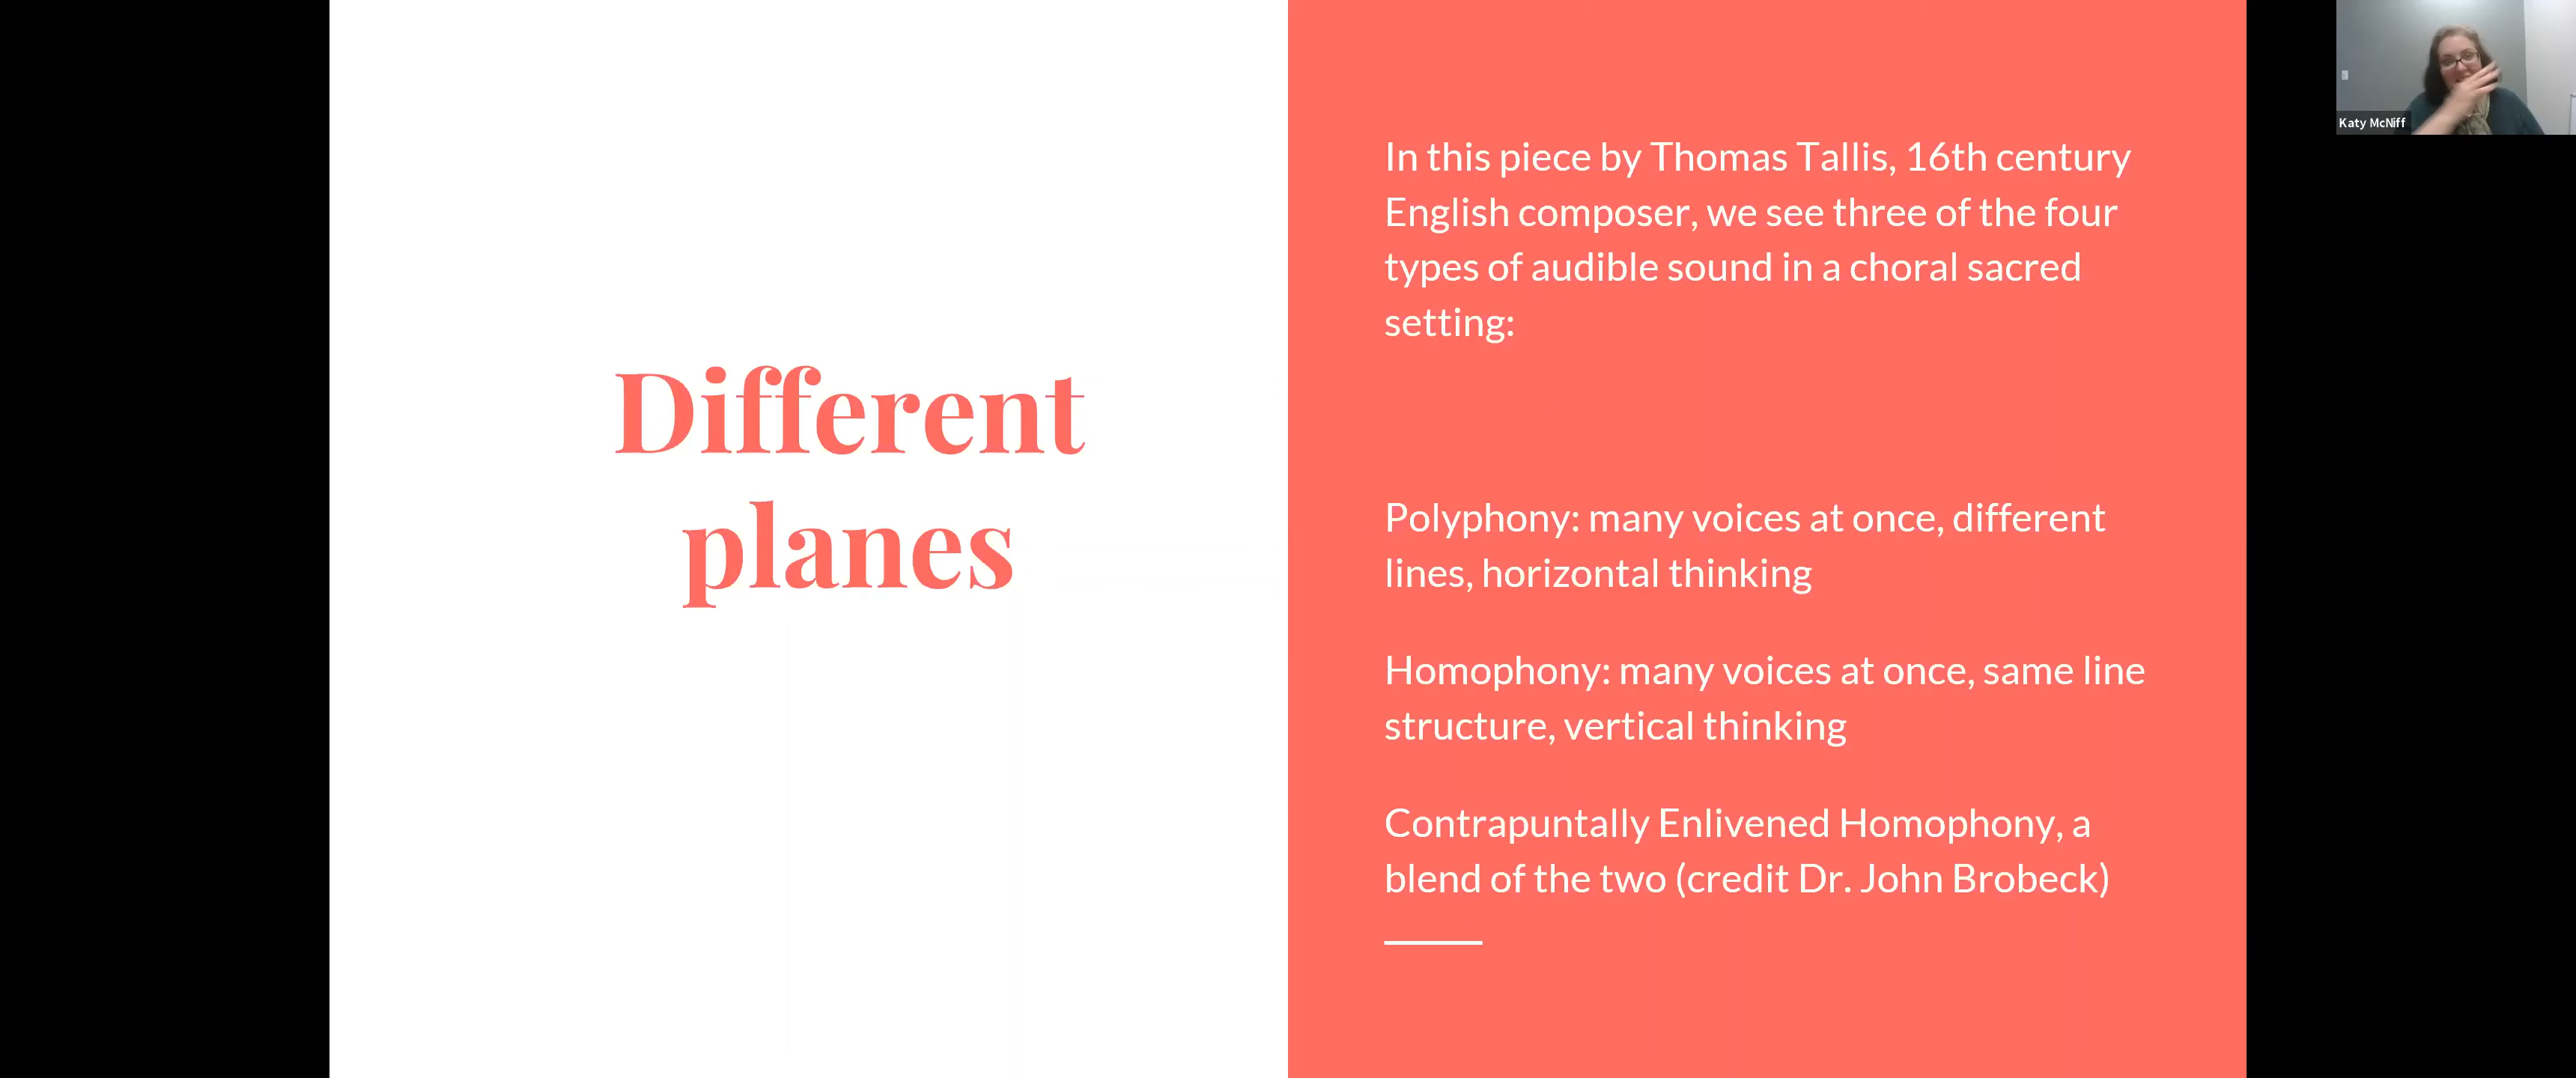 Different
planes
In this piece by Thomas Tallis, 16th century
English composer, we see three of the four
types of audible sound in a choral sacred
setting:
Polyphony: many voices at once, different
lines, horizontal thinking
Homophony: many voices at once, same line
structure, vertical thinking
Contrapuntally Enlivened Homophony, a
blend of the two (credit Dr. John Brobeck)
Katy McNiff